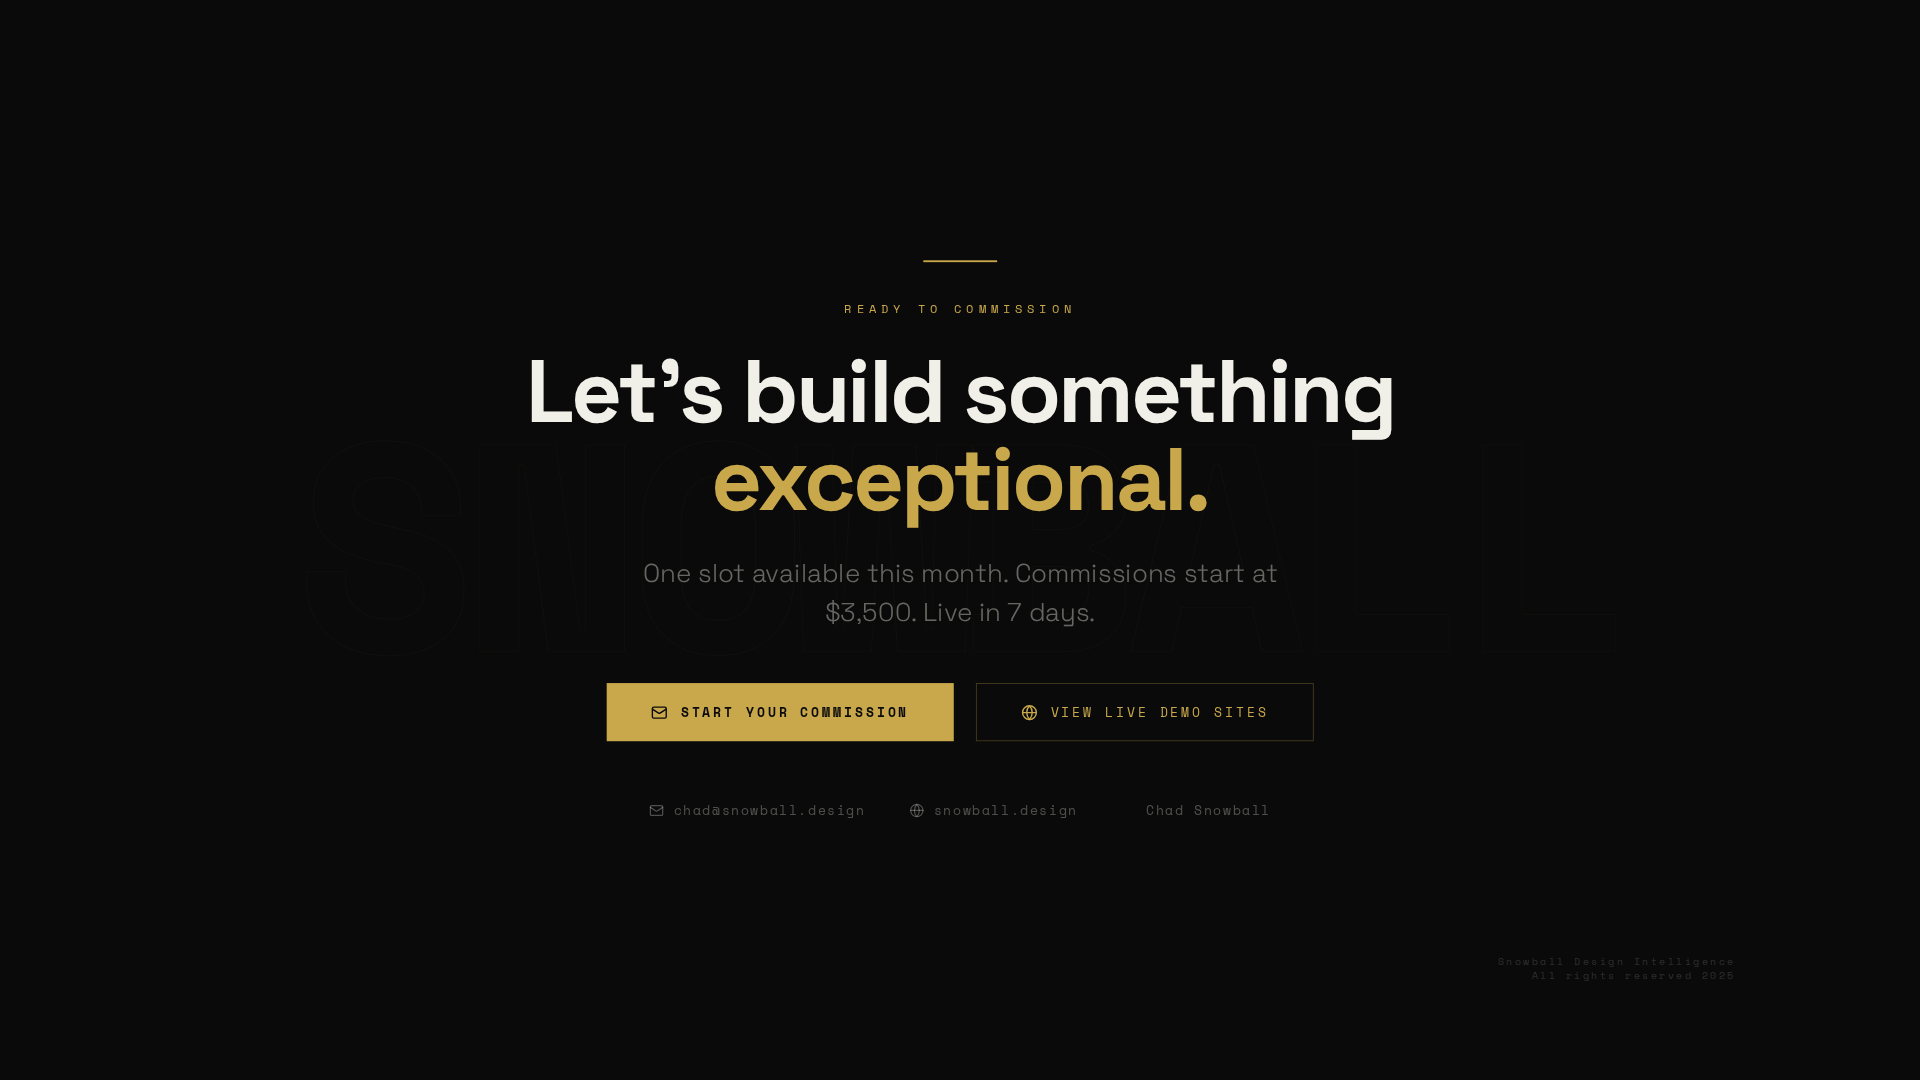 READY TO COMMISSION
Let’s build something
exceptional.
SNOWBALL
One slot available this month. Commissions start at
$3,500. Live in 7 days.
START YOUR COMMISSION
VIEW LIVE DEMO SITES
chad@snowball.design
snowball.design
Chad Snowball
Snowball Design Intelligence
All rights reserved 2025